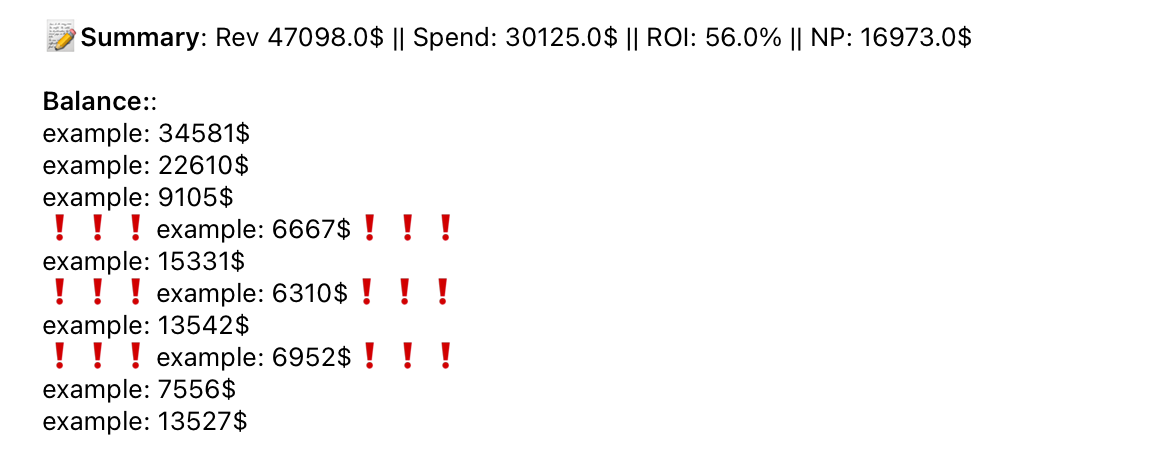 📝Summary: Rev 47098.0$ || Spend: 30125.0$ || ROI: 56.0% || NP: 16973.0$
Balance::
example: 34581$
example: 22610$
example: 9105$
❗❗❗example: 6667$❗❗❗
example: 15331$
❗❗❗example: 6310$❗❗❗
example: 13542$
❗❗❗example: 6952$❗❗❗
example: 7556$
example: 13527$